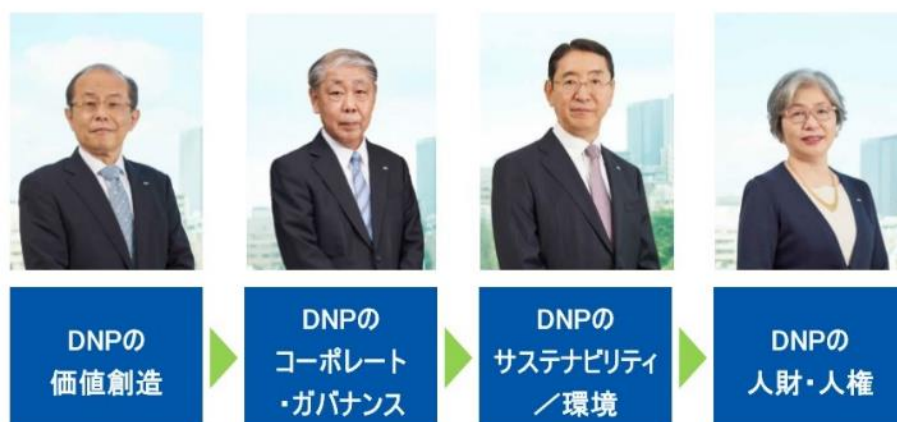 DNPの
価値創造
DNPの
コーポレート
・ガバナンス
DNPの
サステナビリティ
／環境
DNPの
人財・人権